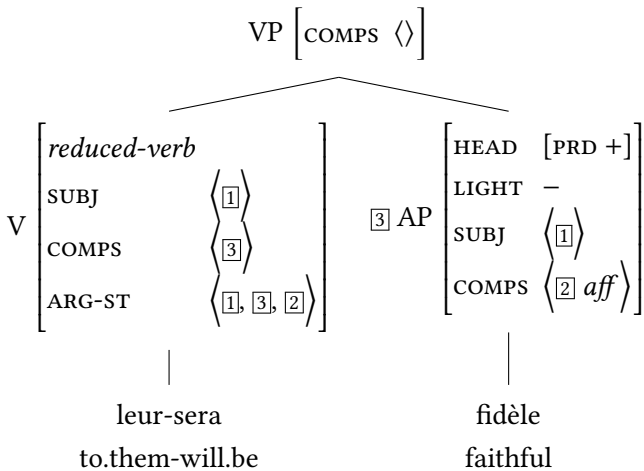 VP [COMPS ⟨⟩]
V [reduced-verb
SUBJ ⟨[1]⟩
COMPS ⟨[3]⟩
ARG-ST ⟨[1], [3], [2]⟩]
[3] AP [HEAD [PRD +]
LIGHT −
SUBJ ⟨[1]⟩
COMPS ⟨[2] aff⟩]
leur-sera
to.them-will.be
fidèle
faithful